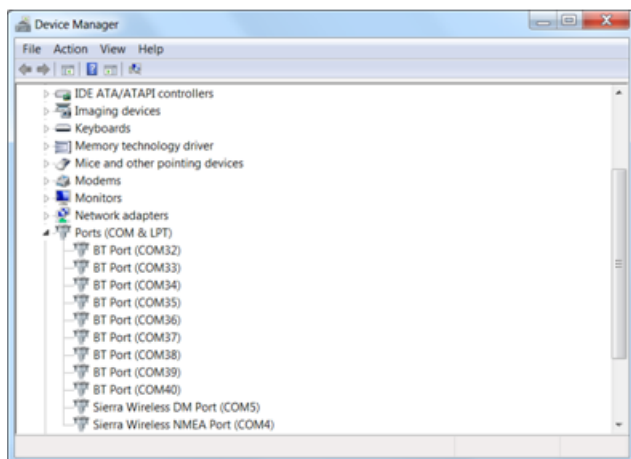 Device Manager
File Action View Help
IDE ATA/ATAPI controllers
Imaging devices
Keyboards
Memory technology driver
Mice and other pointing devices
Modems
Monitors
Network adapters
Ports (COM & LPT)
BT Port (COM32)
BT Port (COM33)
BT Port (COM34)
BT Port (COM35)
BT Port (COM36)
BT Port (COM37)
BT Port (COM38)
BT Port (COM39)
BT Port (COM40)
Sierra Wireless DM Port (COM5)
Sierra Wireless NMEA Port (COM4)